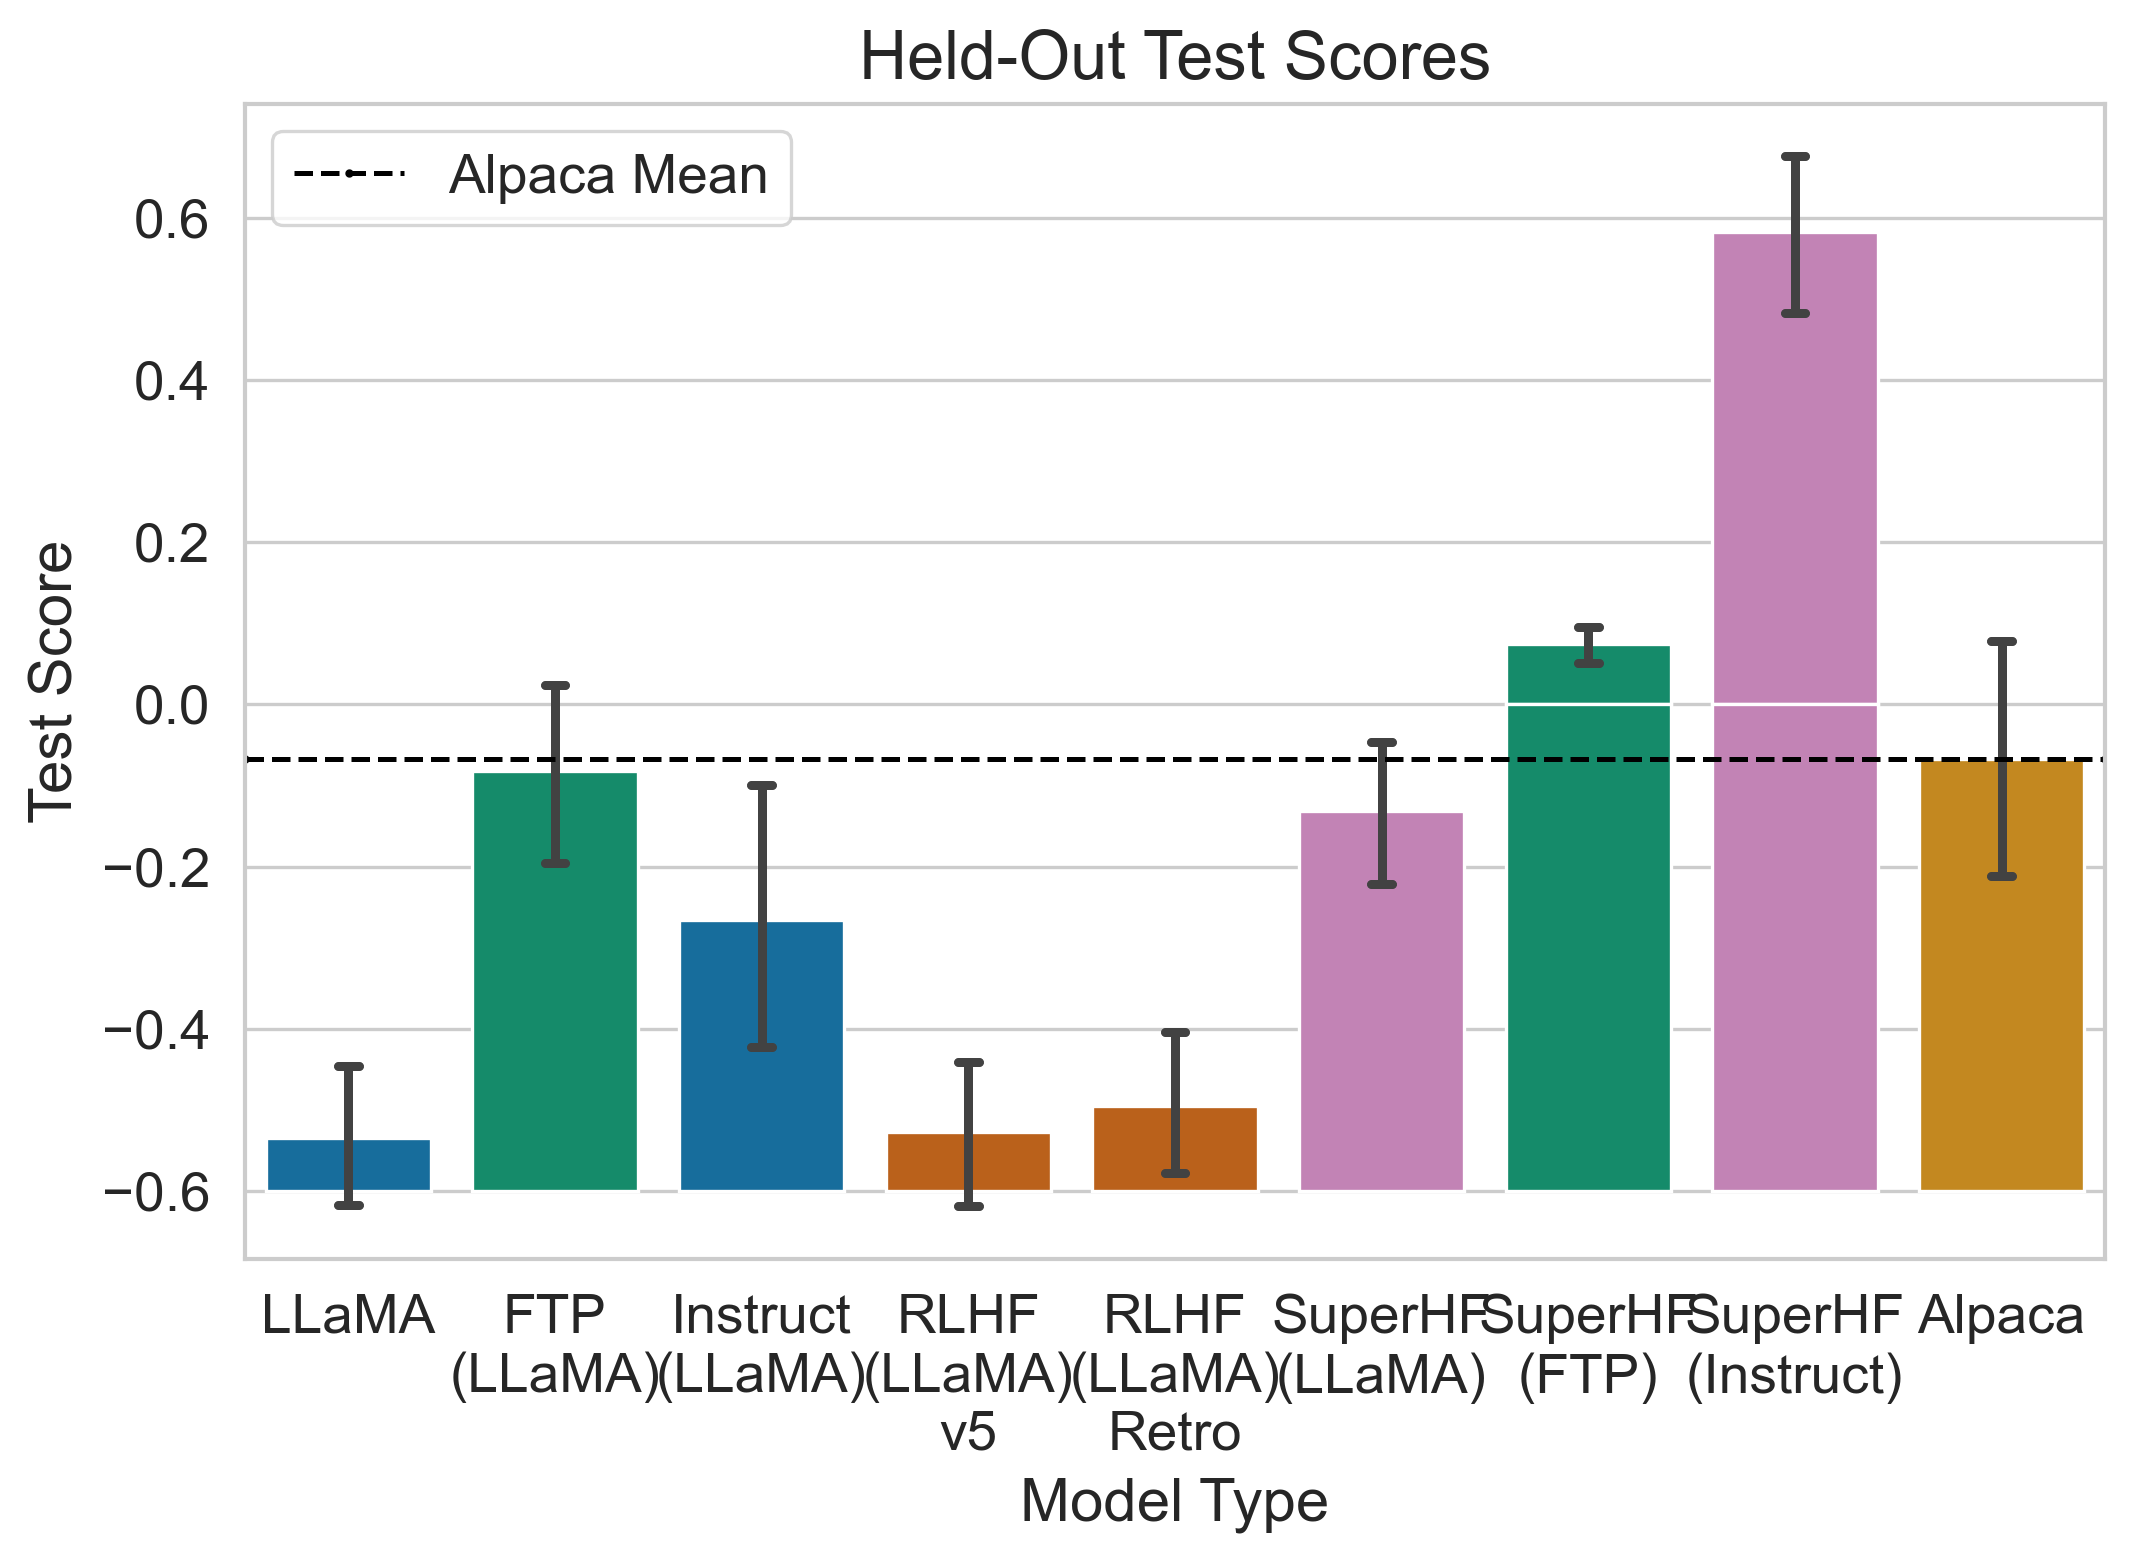 Held-Out Test Scores
Alpaca Mean
0.6
0.4
0.2
0.0
−0.2
−0.4
−0.6
Test Score
LLaMA
FTP
(LLaMA)
Instruct
(LLaMA)
RLHF
(LLaMA)
v5
RLHF
(LLaMA)
Retro
SuperHF
(LLaMA)
SuperHF
(FTP)
SuperHF
(Instruct)
Alpaca
Model Type